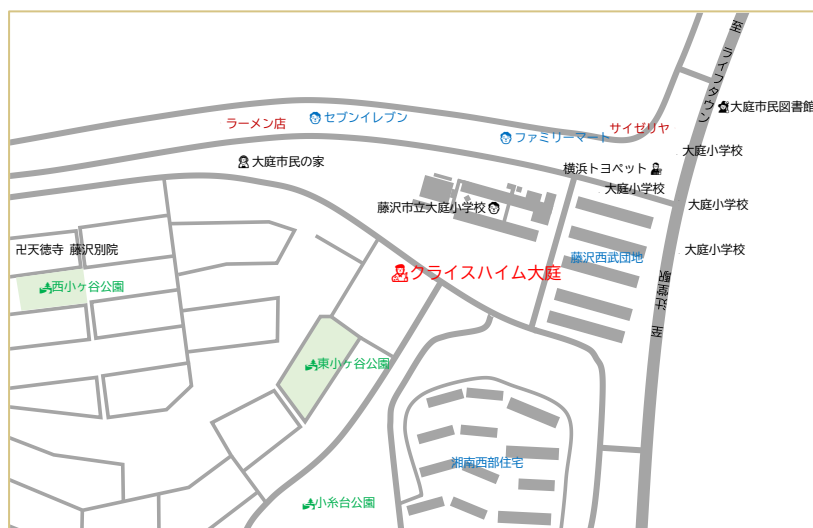 至 ライフタウン
大庭市民図書館
セブンイレブン
ラーメン店
サイゼリヤ
ファミリーマート
大庭小学校
大庭市民の家
横浜トヨペット
大庭小学校
藤沢市立大庭小学校
大庭小学校
卍天徳寺 藤沢別院
大庭小学校
藤沢西武団地
クライスハイム大庭
西小ヶ谷公園
至 辻堂駅
東小ヶ谷公園
湘南西部住宅
小糸台公園